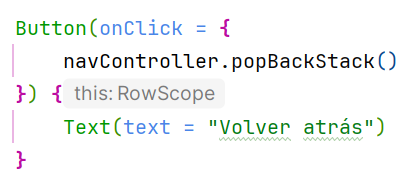 Button(onClick = {
    navController.popBackStack()
}) { this: RowScope
    Text(text = "Volver atrás")
}